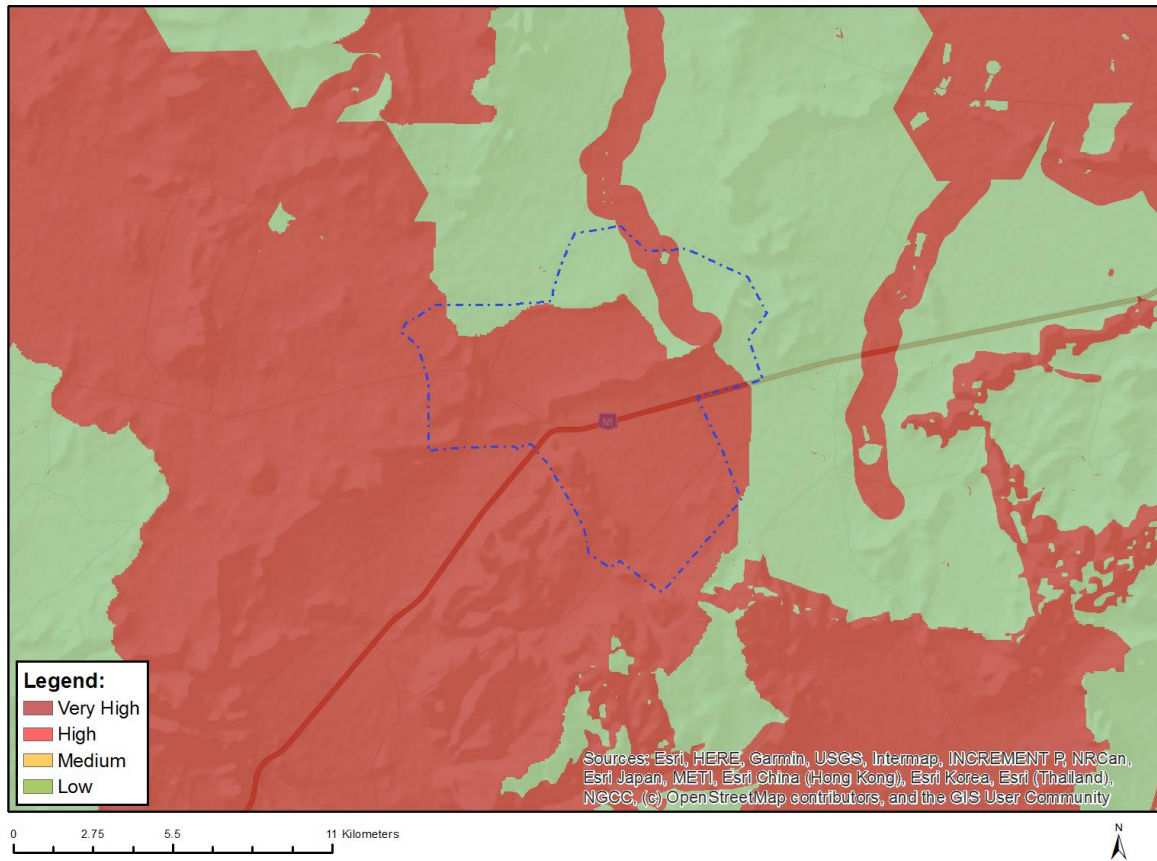 N1
Legend:
Very High
High
Medium
Low
Sources: Esri, HERE, Garmin, USGS, Intermap, INCREMENT P, NRCan,
Esri Japan, METI, Esri China (Hong Kong), Esri Korea, Esri (Thailand),
NGCC, (c) OpenStreetMap contributors, and the GIS User Community
0 2.75 5.5 11 Kilometers
N